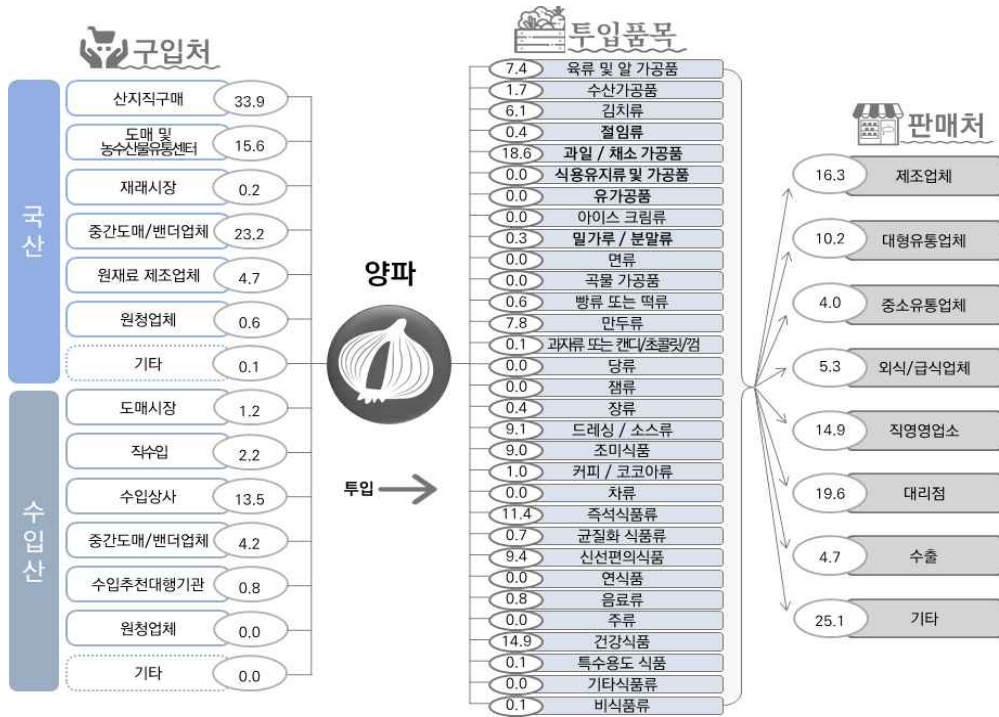 구입처
국산
산지직구매 33.9
도매 및
농수산물유통센터 15.6
재래시장 0.2
중간도매/밴더업체 23.2
원재료 제조업체 4.7
원청업체 0.6
기타 0.1
수입산
도매시장 1.2
직수입 2.2
수입상사 13.5
중간도매/밴더업체 4.2
수입추천대행기관 0.8
원청업체 0.0
기타 0.0
양파
투입
투입품목
7.4 육류 및 알 가공품
1.7 수산가공품
6.1 김치류
0.4 절임류
18.6 과일 / 채소 가공품
0.0 식용유지류 및 가공품
0.0 유가공품
0.0 아이스 크림류
0.3 밀가루 / 분말류
0.0 면류
0.0 곡물 가공품
0.6 빵류 또는 떡류
7.8 만두류
0.1 과자류 또는 캔디/초콜릿/껌
0.0 당류
0.0 잼류
0.4 장류
9.1 드레싱 / 소스류
9.0 조미식품
1.0 커피 / 코코아류
0.0 차류
11.4 즉석식품류
0.7 균질화 식품류
9.4 신선편의식품
0.0 연식품
0.8 음료류
0.0 주류
14.9 건강식품
0.1 특수용도 식품
0.0 기타식품류
0.1 비식품류
판매처
16.3 제조업체
10.2 대형유통업체
4.0 중소유통업체
5.3 외식/급식업체
14.9 직영영업소
19.6 대리점
4.7 수출
25.1 기타